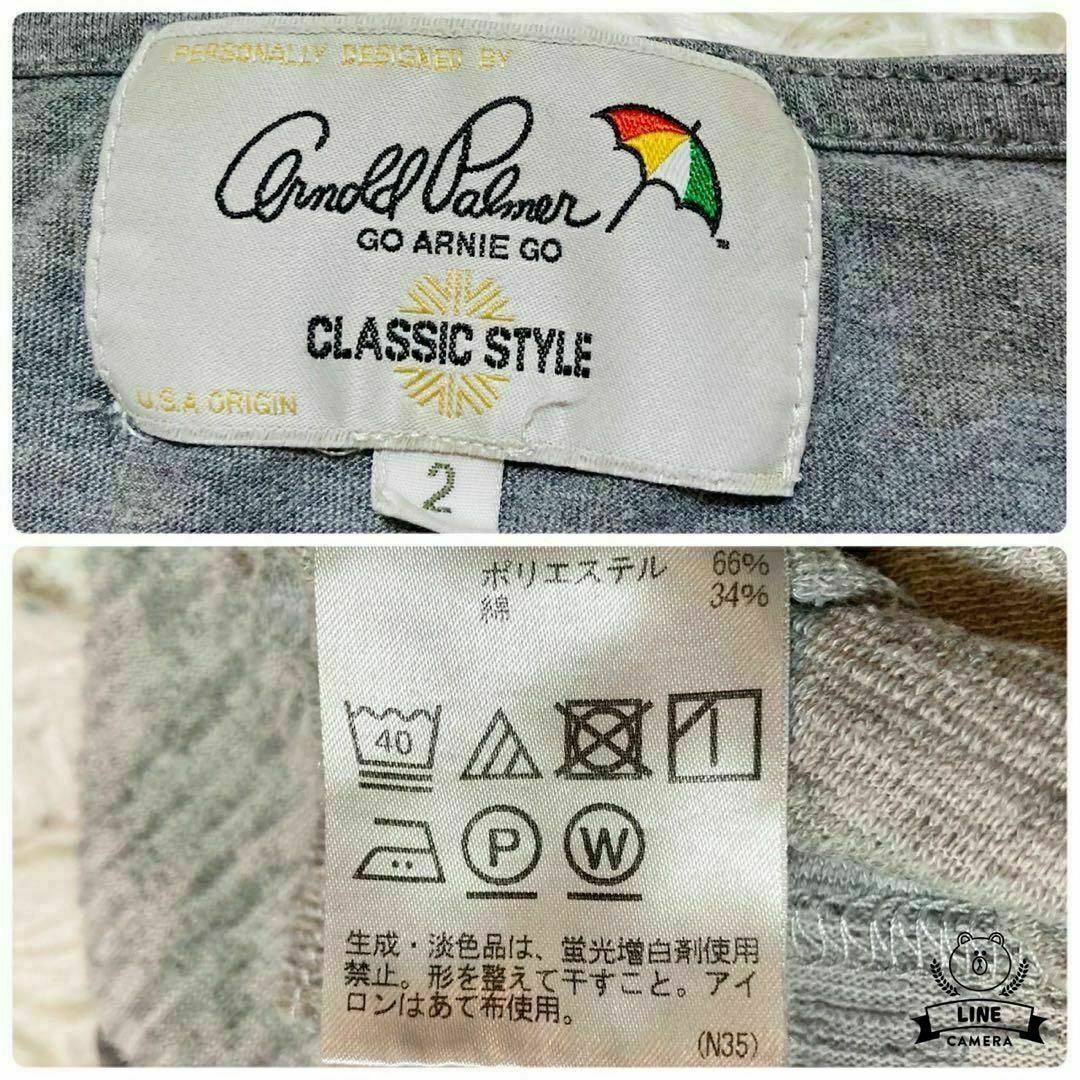 PERSONALLY DESIGNED BY
Arnold Palmer
GO ARNIE GO
CLASSIC STYLE
U.S.A ORIGIN
2
ポリエステル 66%
綿 34%
40
P
W
生成・淡色品は、蛍光増白剤使用
禁止。形を整えて干すこと。アイ
ロンはあて布使用。
(N35)
LINE
CAMERA